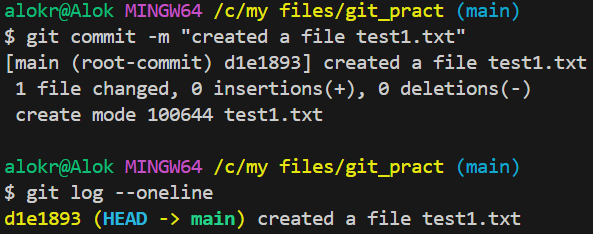 alokr@Alok MINGW64 /c/my files/git_pract (main)
$ git commit -m "created a file test1.txt"
[main (root-commit) d1e1893] created a file test1.txt
 1 file changed, 0 insertions(+), 0 deletions(-)
 create mode 100644 test1.txt
alokr@Alok MINGW64 /c/my files/git_pract (main)
$ git log --oneline
d1e1893 (HEAD -> main) created a file test1.txt